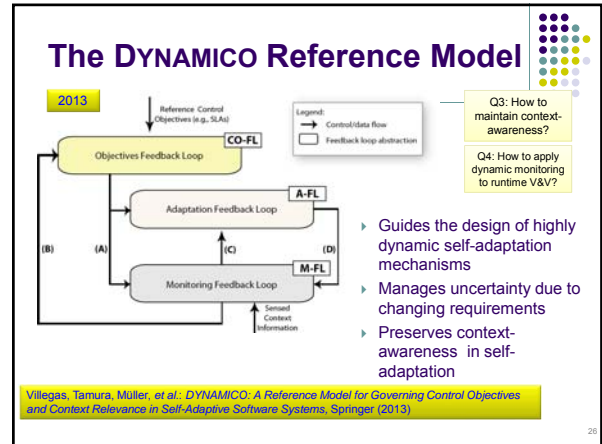 The DYNAMICO Reference Model
2013
Reference Control
Objectives (e.g., SLAs)
Legend:
Control/data flow
Feedback loop abstraction
Q3: How to
maintain context-
awareness?
Q4: How to apply
dynamic monitoring
to runtime V&V?
CO-FL
Objectives Feedback Loop
A-FL
Adaptation Feedback Loop
(B)
(A)
(C)
(D)
M-FL
Monitoring Feedback Loop
Sensed
Context
Information
Guides the design of highly
dynamic self-adaptation
mechanisms
Manages uncertainty due to
changing requirements
Preserves context-
awareness in self-
adaptation
Villegas, Tamura, Müller, et al.: DYNAMICO: A Reference Model for Governing Control Objectives
and Context Relevance in Self-Adaptive Software Systems, Springer (2013)
26